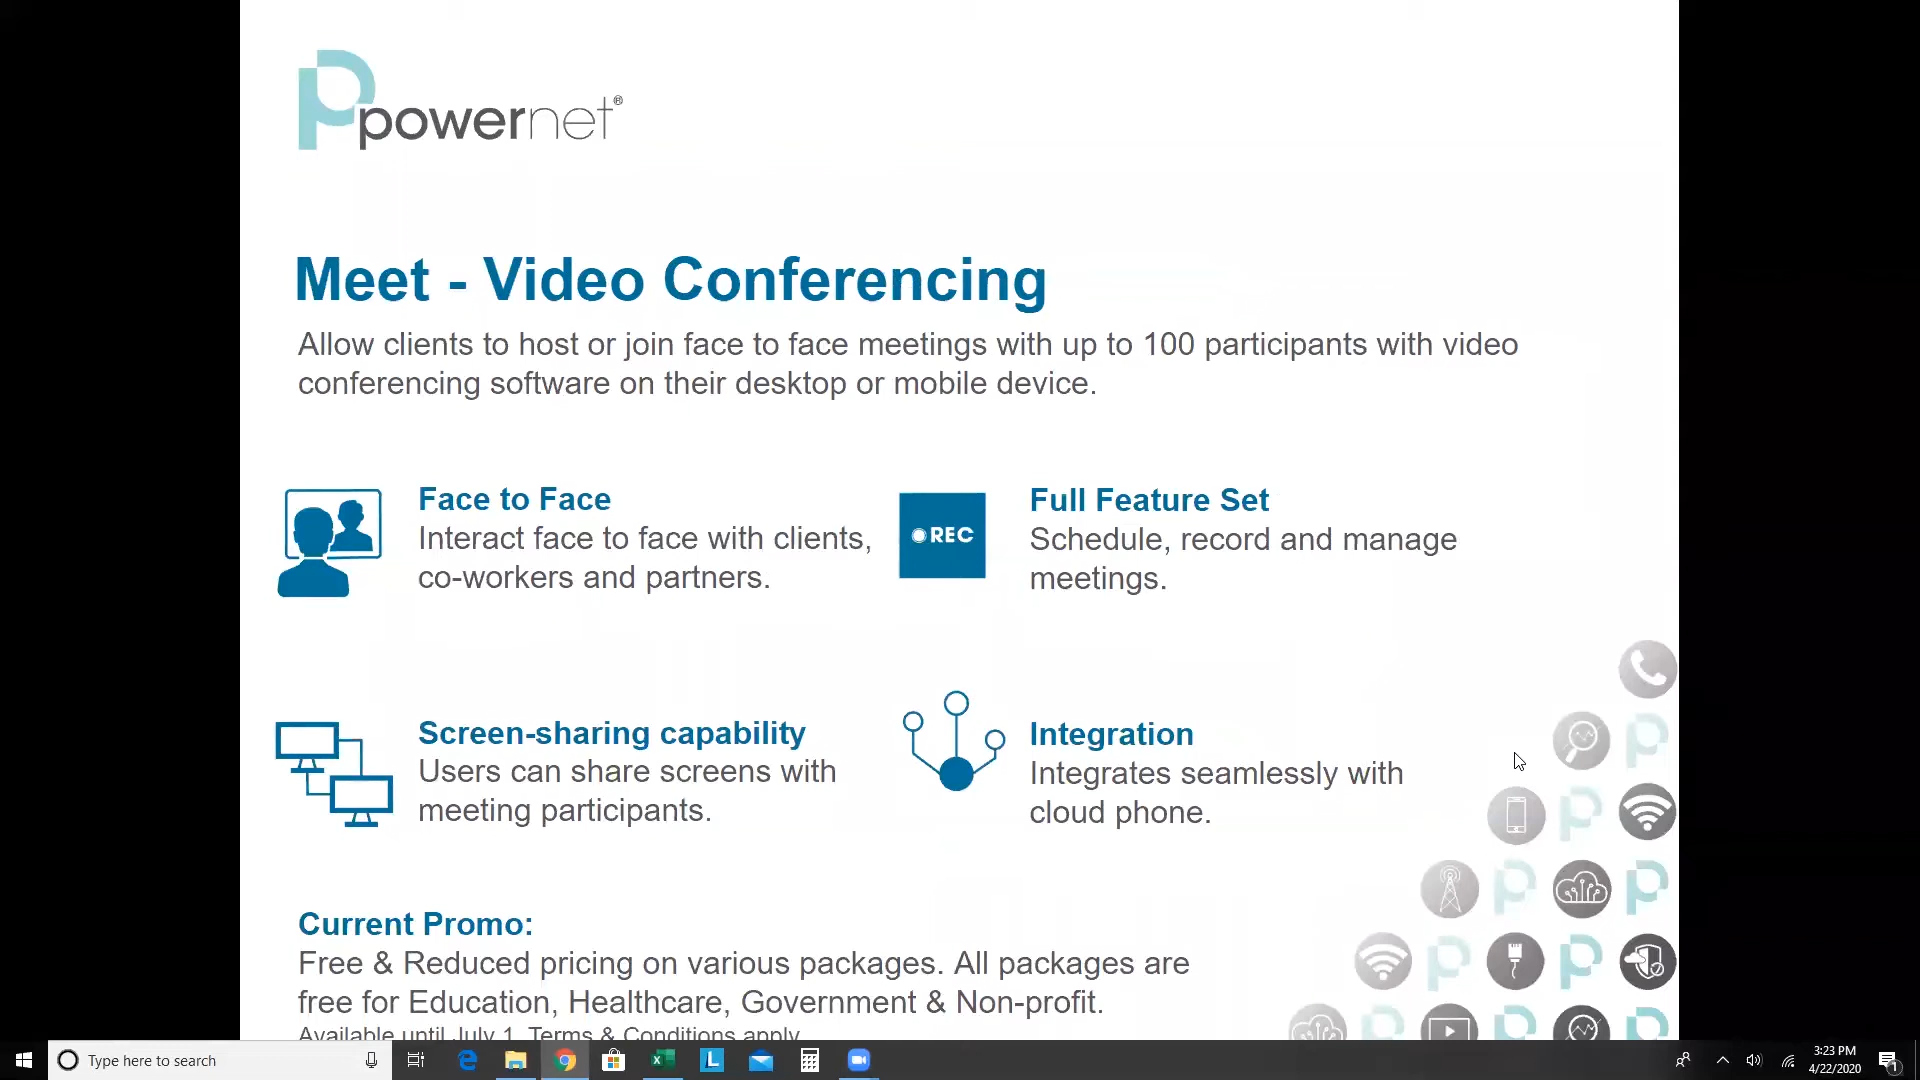 powernet®
Meet - Video Conferencing
Allow clients to host or join face to face meetings with up to 100 participants with video
conferencing software on their desktop or mobile device.
Face to Face
Interact face to face with clients,
co-workers and partners.
REC
Full Feature Set
Schedule, record and manage
meetings.
Screen-sharing capability
Users can share screens with
meeting participants.
Integration
Integrates seamlessly with
cloud phone.
Current Promo:
Free & Reduced pricing on various packages. All packages are
free for Education, Healthcare, Government & Non-profit.
Available until July 1. Terms & Conditions apply
Type here to search
3:23 PM
4/22/2020
1